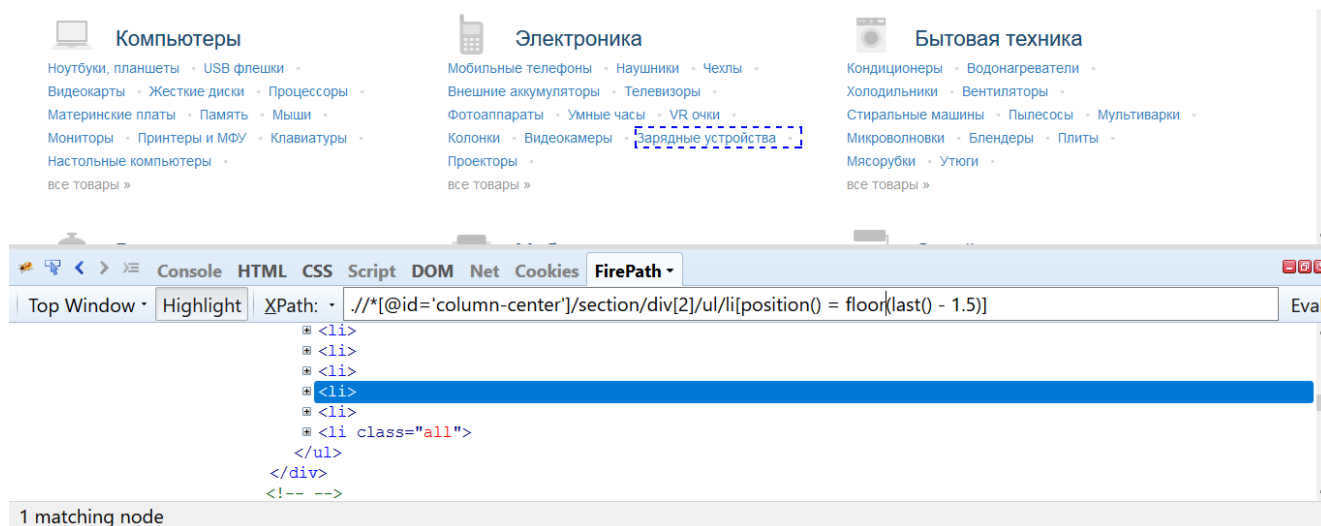 Компьютеры
Ноутбуки, планшеты USB флешки
Видеокарты Жесткие диски Процессоры
Материнские платы Память Мыши
Мониторы Принтеры и МФУ Клавиатуры
Настольные компьютеры
все товары »
Электроника
Мобильные телефоны Наушники Чехлы
Внешние аккумуляторы Телевизоры
Фотоаппараты Умные часы VR очки
Колонки Видеокамеры Зарядные устройства
Проекторы
все товары »
Бытовая техника
Кондиционеры Водонагреватели
Холодильники Вентиляторы
Стиральные машины Пылесосы Мультиварки
Микроволновки Блендеры Плиты
Мясорубки Утюги
все товары »
Console HTML CSS Script DOM Net Cookies FirePath
Top Window Highlight XPath: .//*[@id='column-center']/section/div[2]/ul/li[position() = floor(last() - 1.5)]
<li>
<li>
<li>
<li>
<li>
<li class="all">
</ul>
</div>
<!-- -->
1 matching node